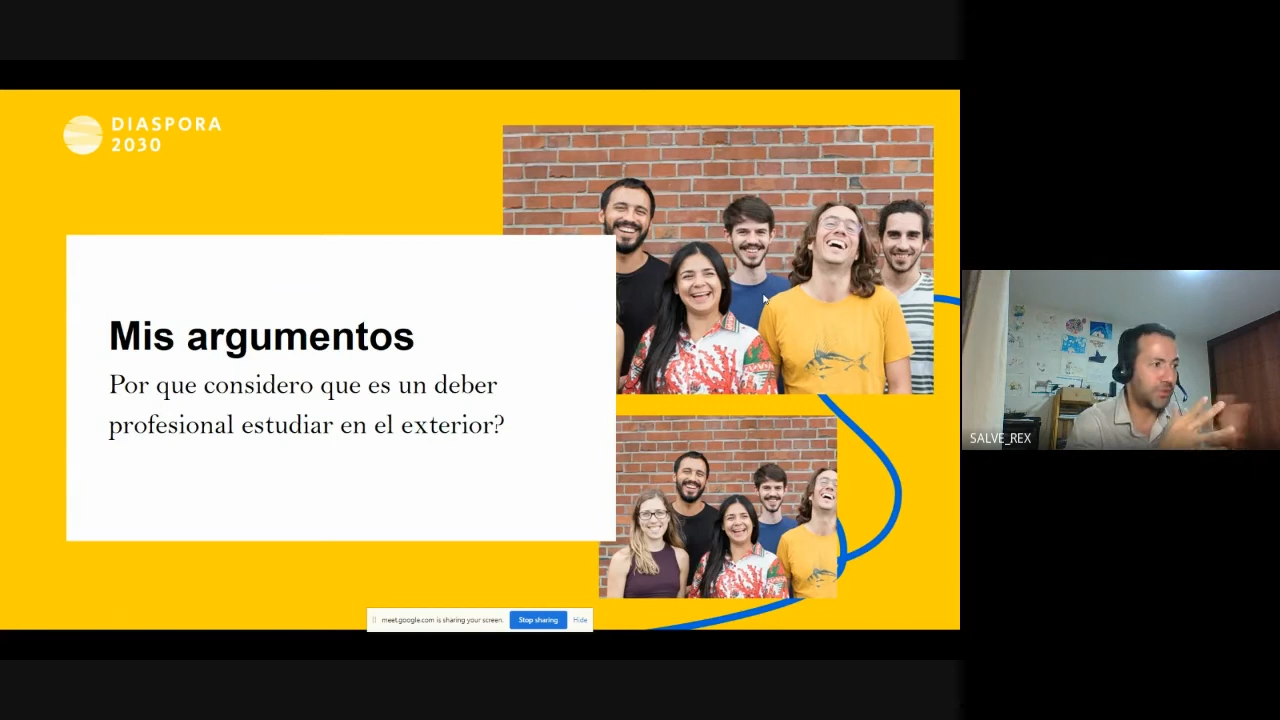 DIASPORA
2030
Mis argumentos
Por que considero que es un deber
profesional estudiar en el exterior?
meet.google.com is sharing your screen.
Stop sharing
Hide
SALVE_REX